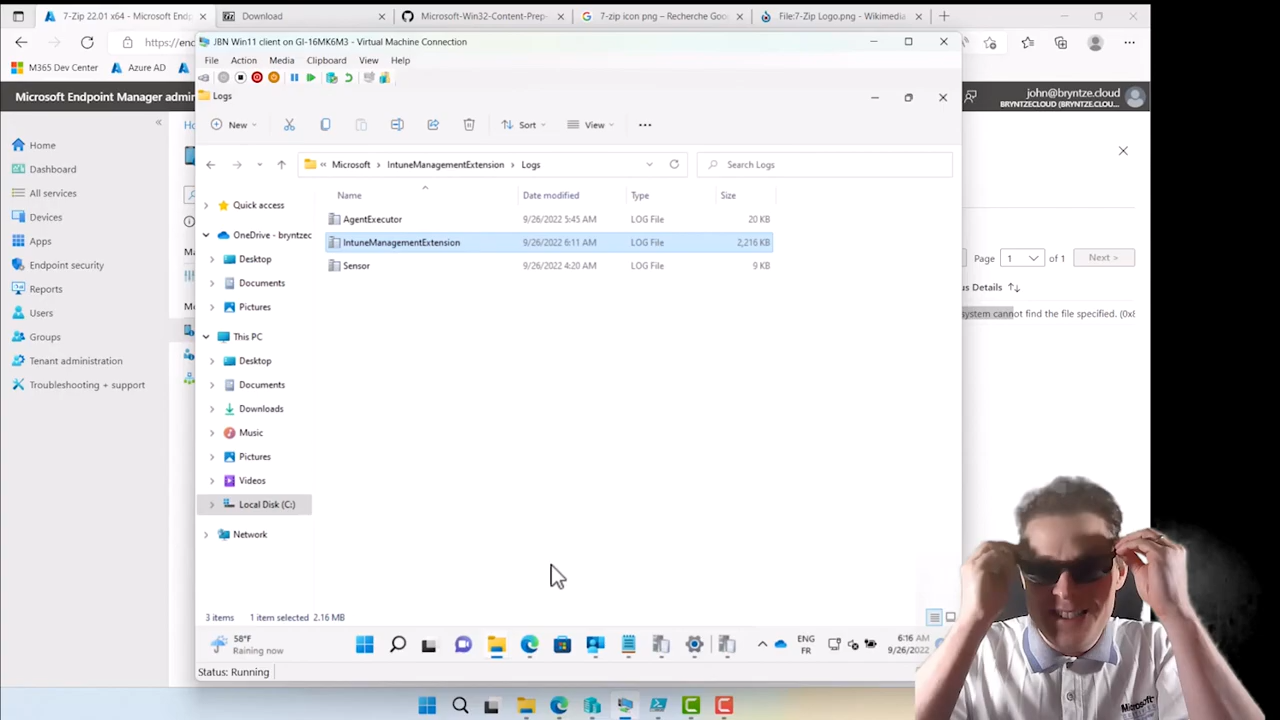 7-Zip 22.01 x64 - Microsoft Endp
Download
Microsoft-Win32-Content-Prep-
7-zip icon png – Recherche Goo
File:7-Zip Logo.png - Wikimedia
https://enc
JBN Win11 client on GI-16MK6M3 - Virtual Machine Connection
M365 Dev Center
Azure AD
File Action Media Clipboard View Help
Microsoft Endpoint Manager admin
Logs
john@bryntze.cloud
BRYNTZECLOUD (BRYNTZE.CLOU...
New
Sort
View
Microsoft > IntuneManagementExtension > Logs
Search Logs
Name Date modified Type Size
AgentExecutor 9/26/2022 5:45 AM LOG File 20 KB
IntuneManagementExtension 9/26/2022 6:11 AM LOG File 2,216 KB
Sensor 9/26/2022 4:20 AM LOG File 9 KB
Home
Dashboard
All services
Devices
Apps
Endpoint security
Reports
Users
Groups
Tenant administration
Troubleshooting + support
Quick access
OneDrive - bryntzec
Desktop
Documents
Pictures
This PC
Desktop
Documents
Downloads
Music
Pictures
Videos
Local Disk (C:)
Network
Page 1 of 1 Next >
us Details
system cannot find the file specified. (0x8
3 items 1 item selected 2.16 MB
58°F
Raining now
ENG
FR
6:16 AM
9/26/2022
Status: Running
Microsoft